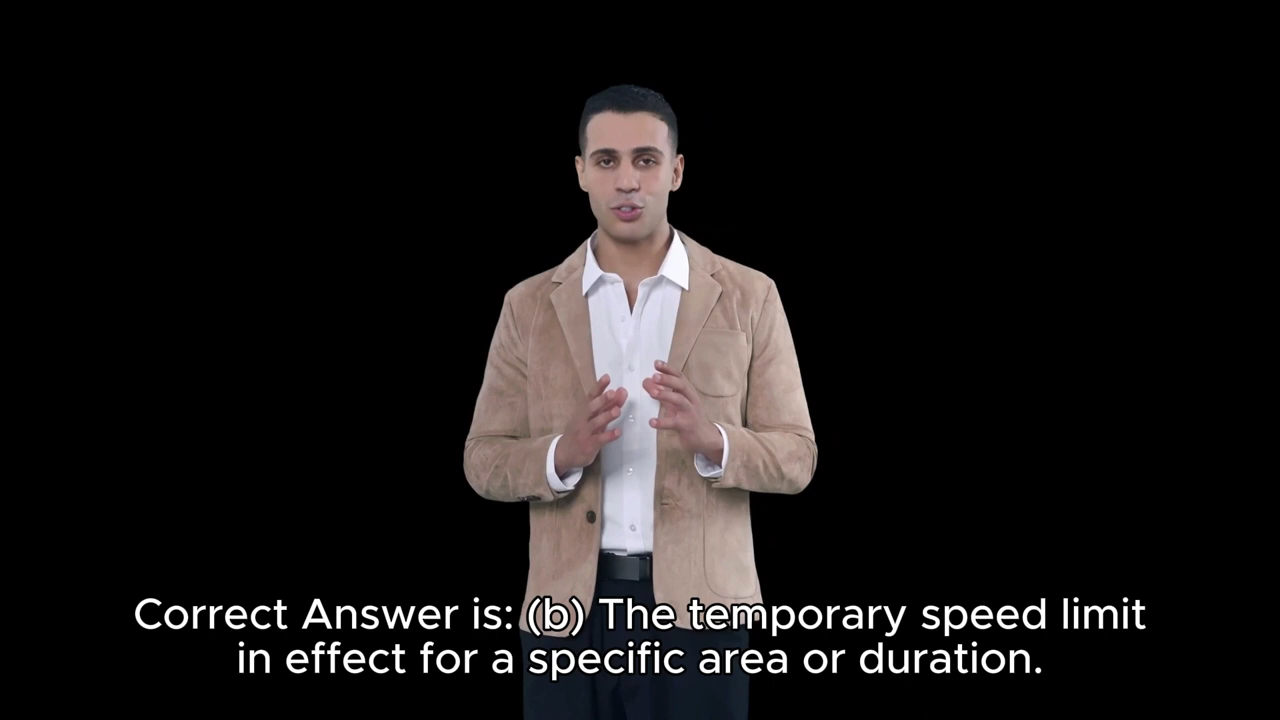 Correct Answer is: (b) The temporary speed limit
in effect for a specific area or duration.